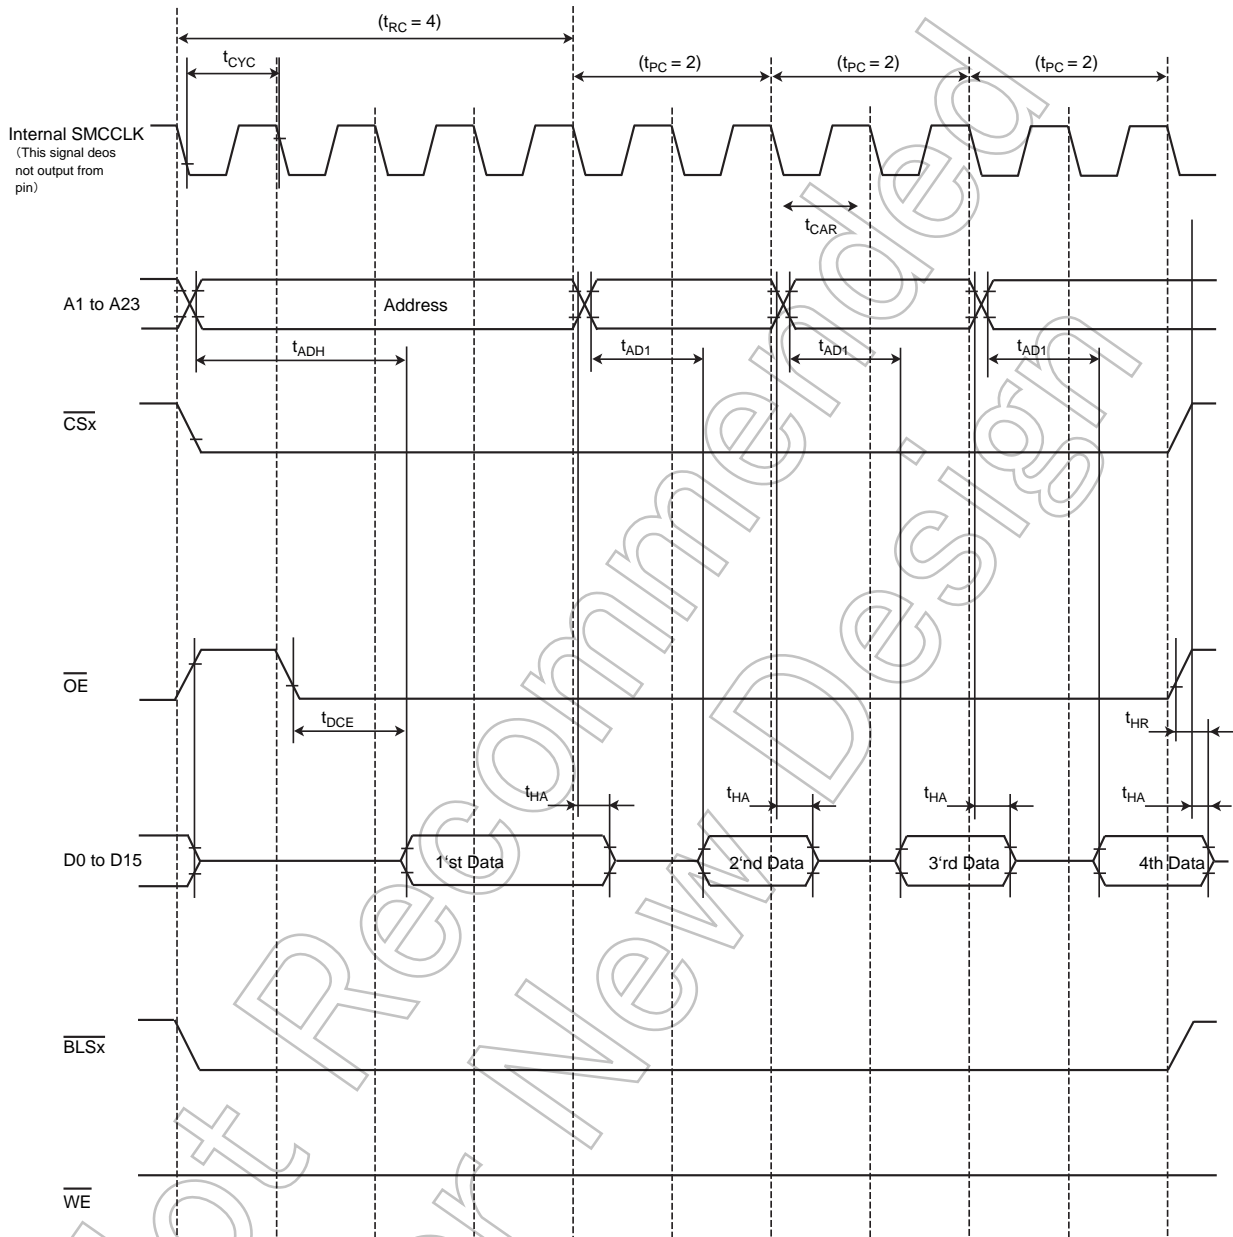 (tRC = 4)
tCYC
(tPC = 2)
(tPC = 2)
(tPC = 2)
Internal SMCCLK
(This signal deos
not output from
pin)
tCAR
A1 to A23
Address
tADH
tAD1
tAD1
tAD1
CSx
OE
tDCE
tHR
tHA
tHA
tHA
tHA
D0 to D15
1'st Data
2'nd Data
3'rd Data
4th Data
BLSx
WE
Not Recommended
for New Design